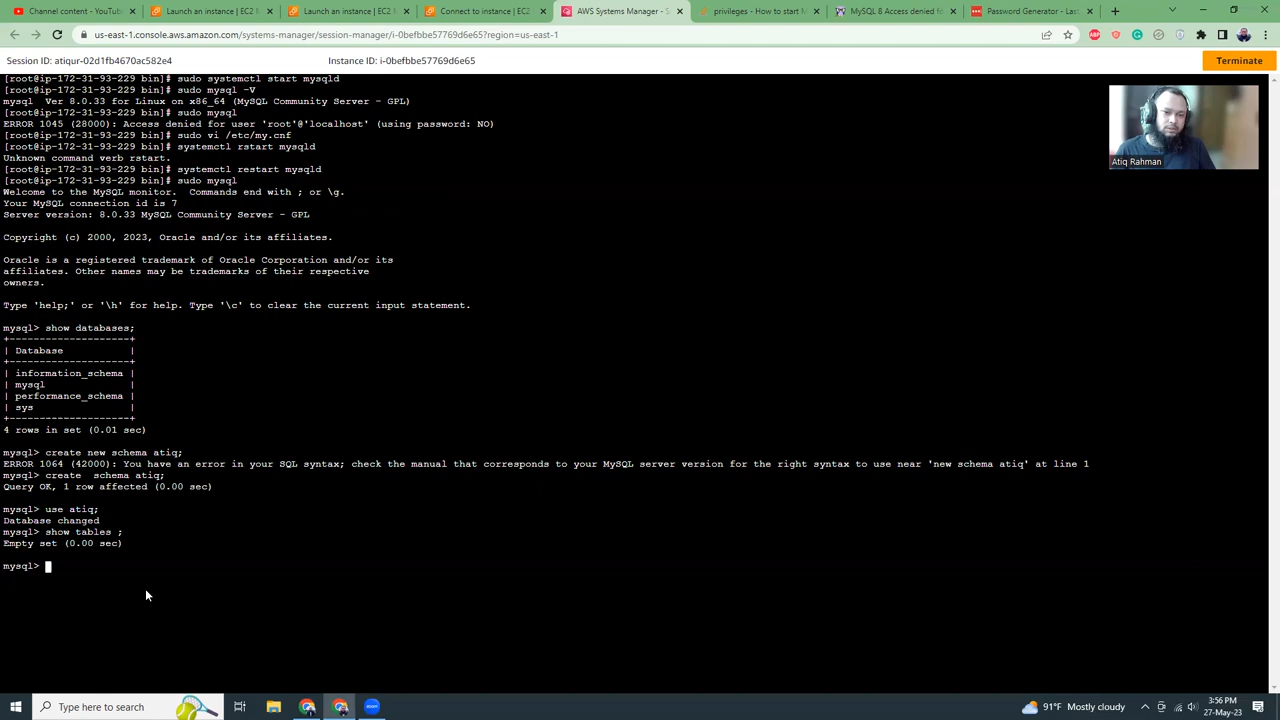 Channel content - YouTub
Launch an instance | EC2 M
Launch an instance | EC2 M
Connect to instance | EC2
AWS Systems Manager - S
privileges - How to start M
MySQL 8 Access denied fo
Password Generator - Las
us-east-1.console.aws.amazon.com/systems-manager/session-manager/i-0befbbe57769d6e65?region=us-east-1
Session ID: atiqur-02d1fb4670ac582e4
Instance ID: i-0befbbe57769d6e65
Terminate
[root@ip-172-31-93-229 bin]# sudo systemctl start mysqld
[root@ip-172-31-93-229 bin]# sudo mysql -V
mysql  Ver 8.0.33 for Linux on x86_64 (MySQL Community Server - GPL)
[root@ip-172-31-93-229 bin]# sudo mysql
ERROR 1045 (28000): Access denied for user 'root'@'localhost' (using password: NO)
[root@ip-172-31-93-229 bin]# sudo vi /etc/my.cnf
[root@ip-172-31-93-229 bin]# systemctl rstart mysqld
Unknown command verb rstart.
[root@ip-172-31-93-229 bin]# systemctl restart mysqld
[root@ip-172-31-93-229 bin]# sudo mysql
Welcome to the MySQL monitor.  Commands end with ; or \g.
Your MySQL connection id is 7
Server version: 8.0.33 MySQL Community Server - GPL
Copyright (c) 2000, 2023, Oracle and/or its affiliates.
Oracle is a registered trademark of Oracle Corporation and/or its
affiliates. Other names may be trademarks of their respective
owners.
Type 'help;' or '\h' for help. Type '\c' to clear the current input statement.
mysql> show databases;
+--------------------+
| Database           |
+--------------------+
| information_schema |
| mysql              |
| performance_schema |
| sys                |
+--------------------+
4 rows in set (0.01 sec)
mysql> create new schema atiq;
ERROR 1064 (42000): You have an error in your SQL syntax; check the manual that corresponds to your MySQL server version for the right syntax to use near 'new schema atiq' at line 1
mysql> create  schema atiq;
Query OK, 1 row affected (0.00 sec)
mysql> use atiq;
Database changed
mysql> show tables ;
Empty set (0.00 sec)
mysql>
Atiq Rahman
Type here to search
zoom
91°F Mostly cloudy
3:56 PM
27-May-23